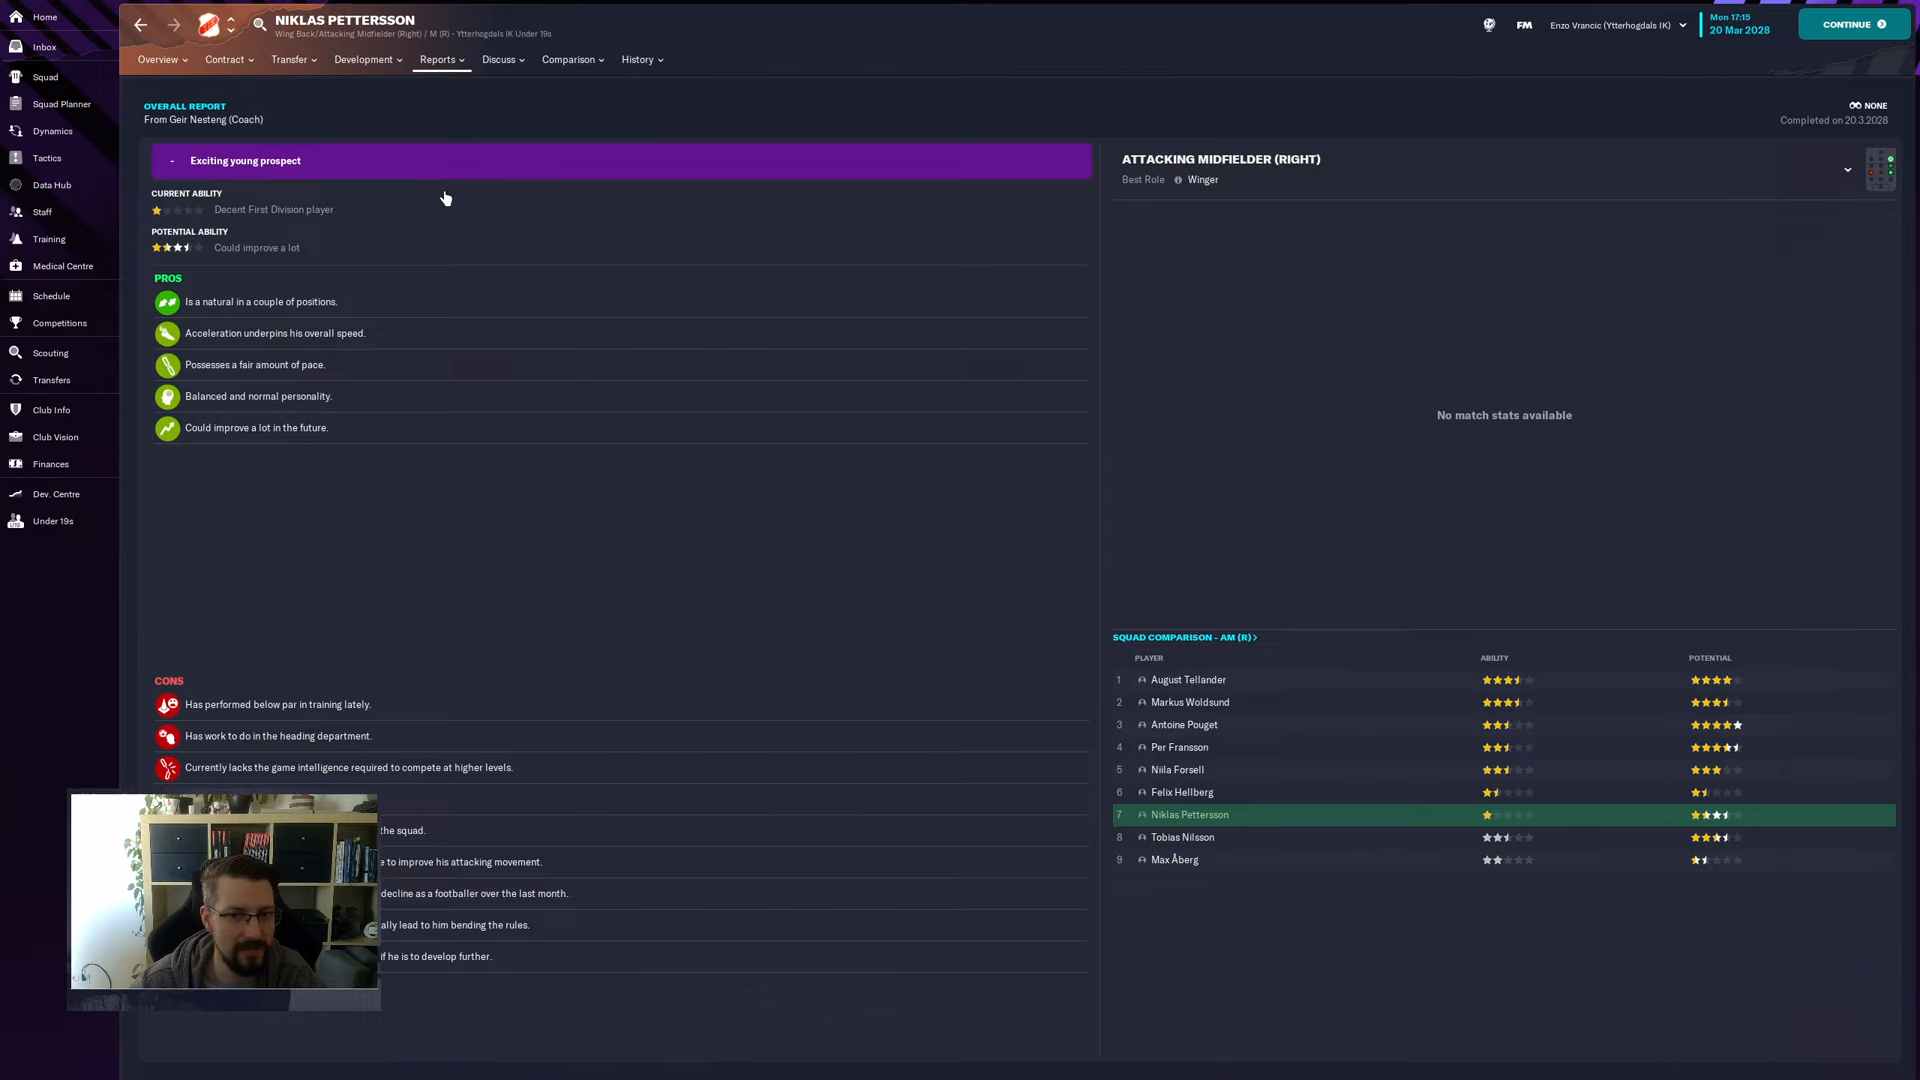 Home
Inbox
Squad
Squad Planner
Dynamics
Tactics
Data Hub
Staff
Training
Medical Centre
Schedule
Competitions
Scouting
Transfers
Club Info
Club Vision
Finances
Dev. Centre
Under 19s
NIKLAS PETTERSSON
Wing Back/Attacking Midfielder (Right) / M (R) - Ytterhogdals IK Under 19s
FM
Enzo Vrancic (Ytterhogdals IK)
Mon 17:15
20 Mar 2028
CONTINUE
Overview
Contract
Transfer
Development
Reports
Discuss
Comparison
History
OVERALL REPORT
From Geir Nesteng (Coach)
NONE
Completed on 20.3.2028
- Exciting young prospect
CURRENT ABILITY
Decent First Division player
POTENTIAL ABILITY
Could improve a lot
PROS
Is a natural in a couple of positions.
Acceleration underpins his overall speed.
Possesses a fair amount of pace.
Balanced and normal personality.
Could improve a lot in the future.
CONS
Has performed below par in training lately.
Has work to do in the heading department.
Currently lacks the game intelligence required to compete at higher levels.
the squad.
e to improve his attacking movement.
decline as a footballer over the last month.
ally lead to him bending the rules.
if he is to develop further.
ATTACKING MIDFIELDER (RIGHT)
Best Role Winger
No match stats available
SQUAD COMPARISON - AM (R) >
PLAYER ABILITY POTENTIAL
1 August Tellander
2 Markus Woldsund
3 Antoine Pouget
4 Per Fransson
5 Niila Forsell
6 Felix Hellberg
7 Niklas Pettersson
8 Tobias Nilsson
9 Max Åberg